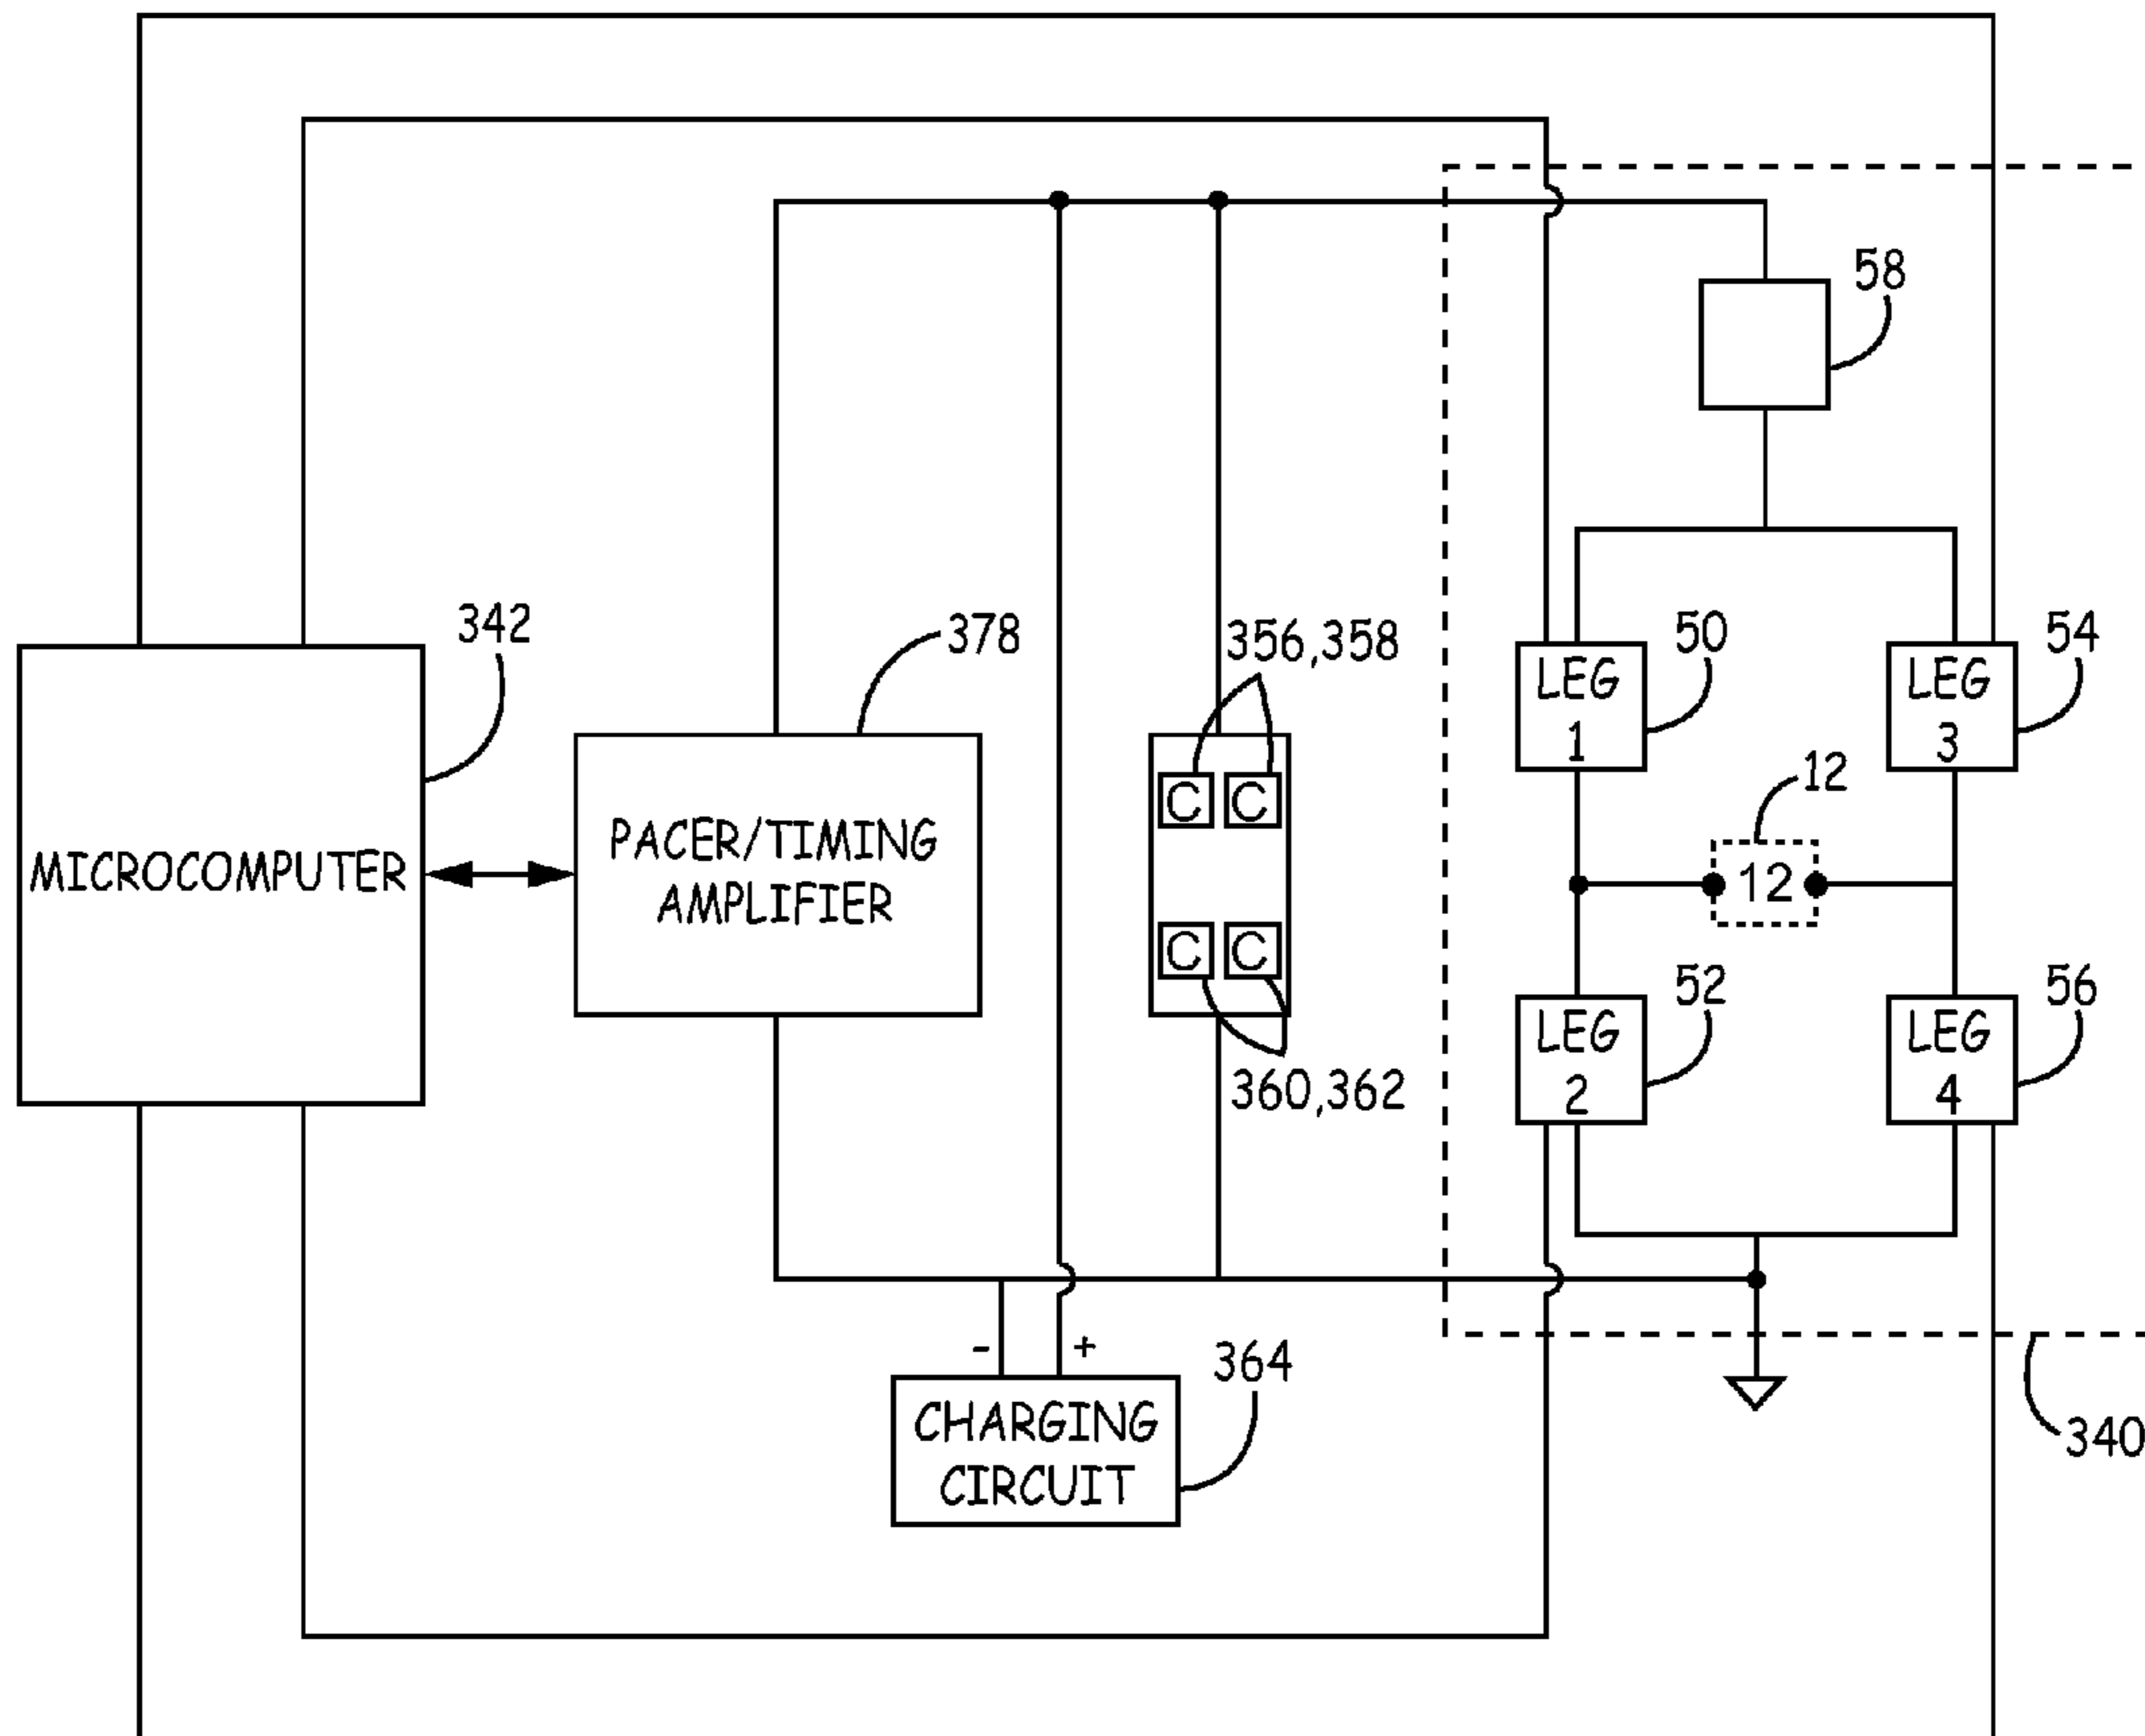 58
342
378
356,358
50
54
LEG
1
LEG
3
12
12
MICROCOMPUTER
PACER/TIMING
AMPLIFIER
C C
C C
52
56
LEG
2
LEG
4
360,362
- +
364
CHARGING
CIRCUIT
340